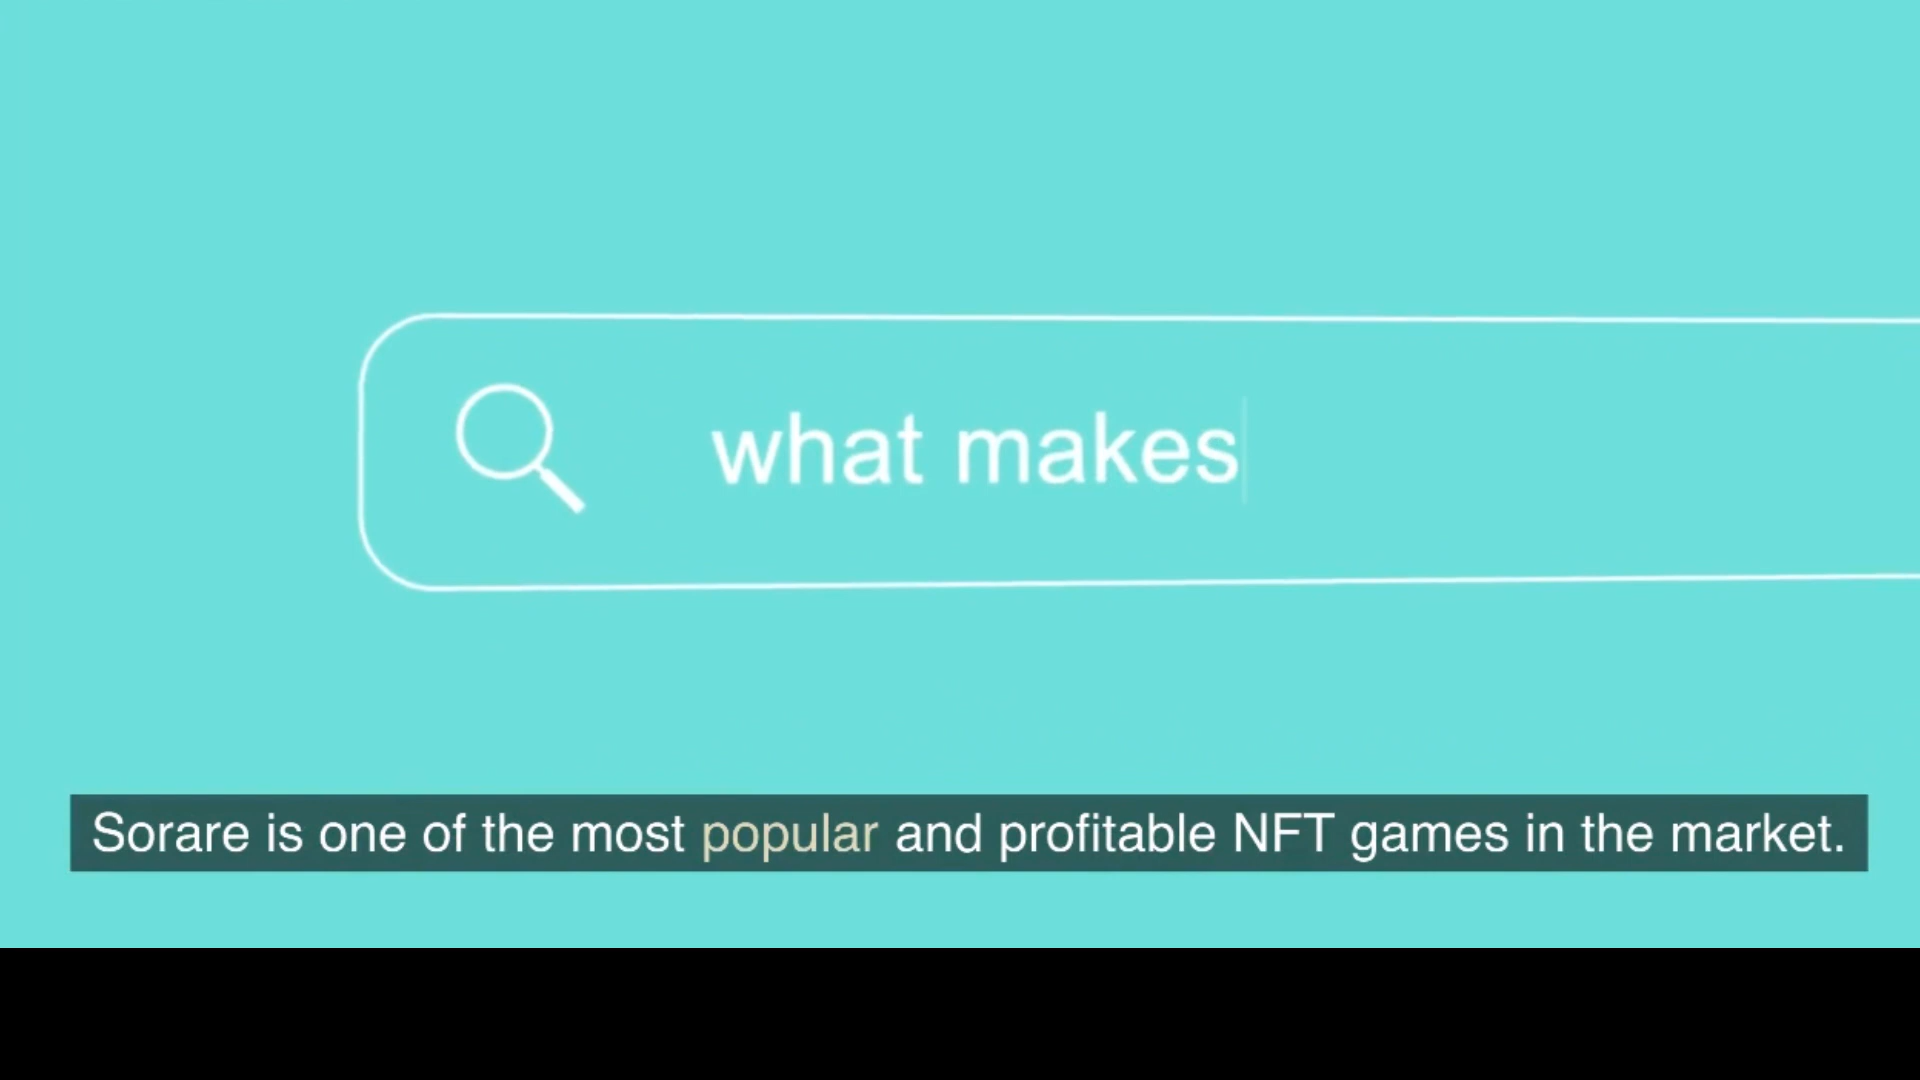 what makes
Sorare is one of the most popular and profitable NFT games in the market.